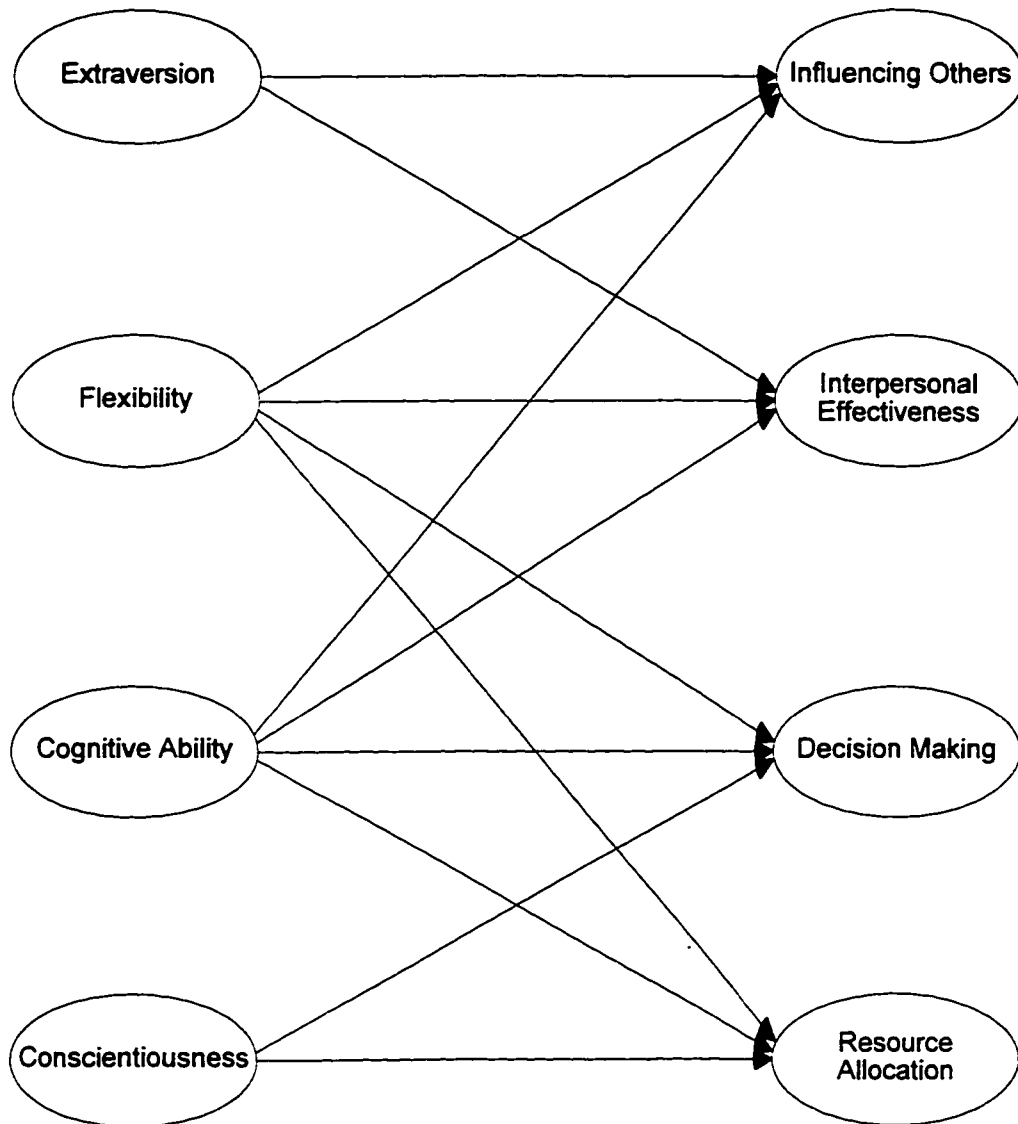 Extraversion
Influencing Others
Flexibility
Interpersonal
Effectiveness
Cognitive Ability
Decision Making
Conscientiousness
Resource
Allocation